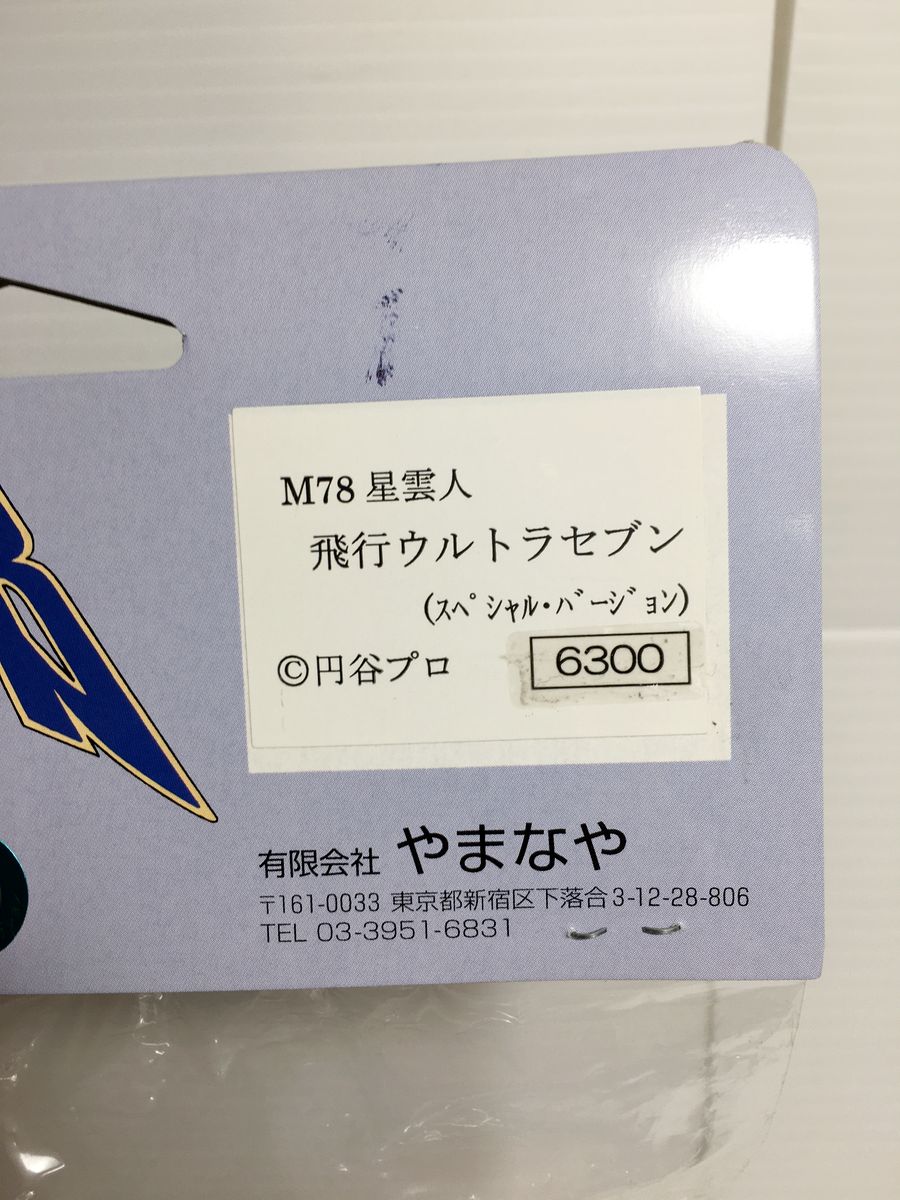 M78 星雲人
飛行ウルトラセブン
(ｽﾍﾟｼｬﾙ・ﾊﾞｰｼﾞｮﾝ)
©円谷プロ
6300
有限会社 やまなや
〒161-0033 東京都新宿区下落合3-12-28-806
TEL 03-3951-6831